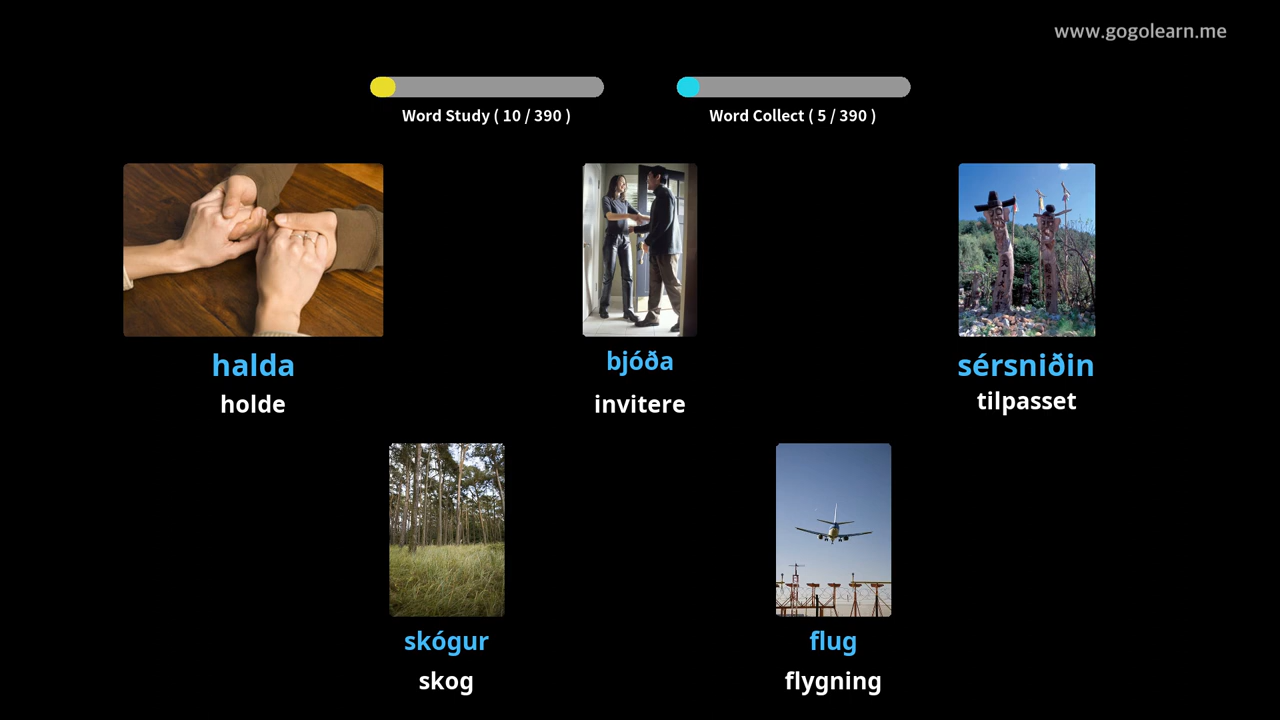 www.gogolearn.me
Word Study ( 10 / 390 )
Word Collect ( 5 / 390 )
halda
holde
bjóða
invitere
sérsniðin
tilpasset
skógur
skog
flug
flygning